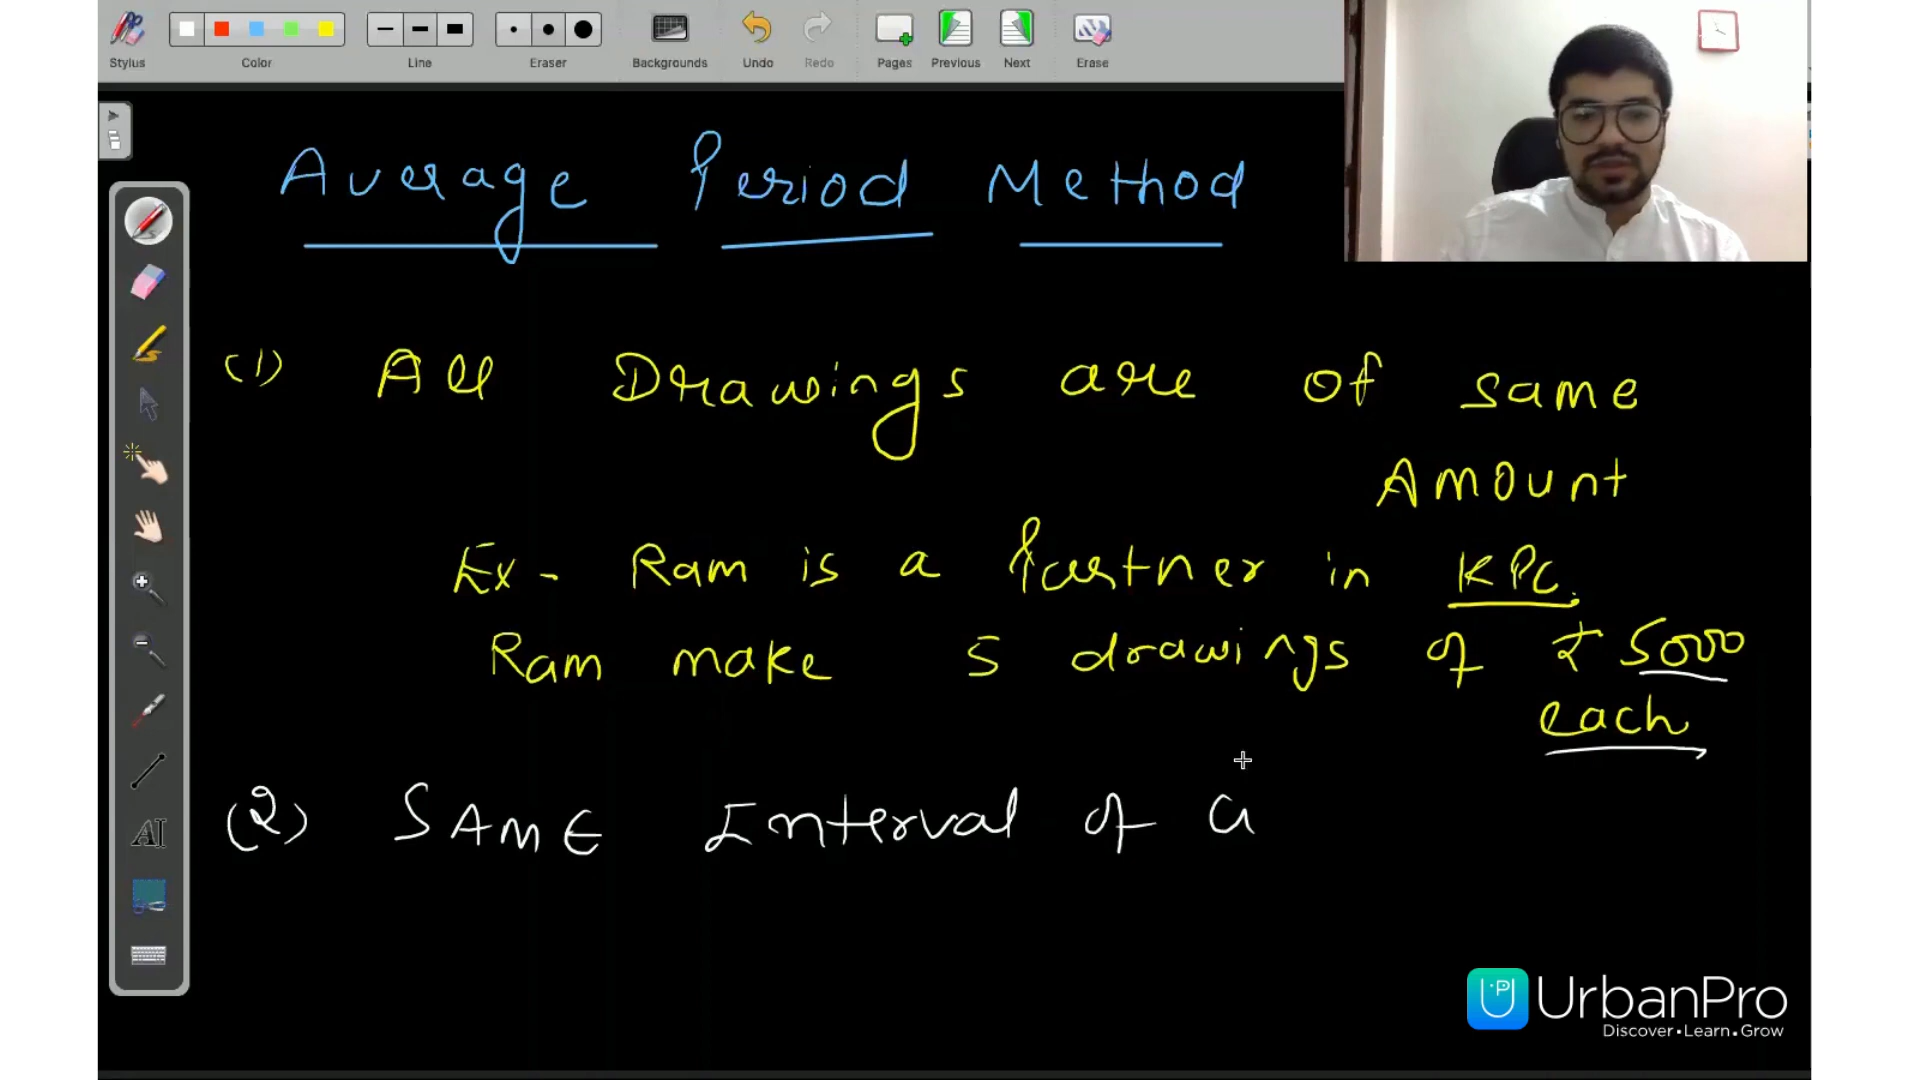 Stylus Color Line Eraser Backgrounds Undo Redo Pages Previous Next Erase
Average Period Method
(1) All Drawings are of same
Amount
Ex - Ram is a Partner in KPC.
Ram make 5 drawings of ₹ 5000
each
(2) SAME Interval of a
UrbanPro
Discover • Learn • Grow